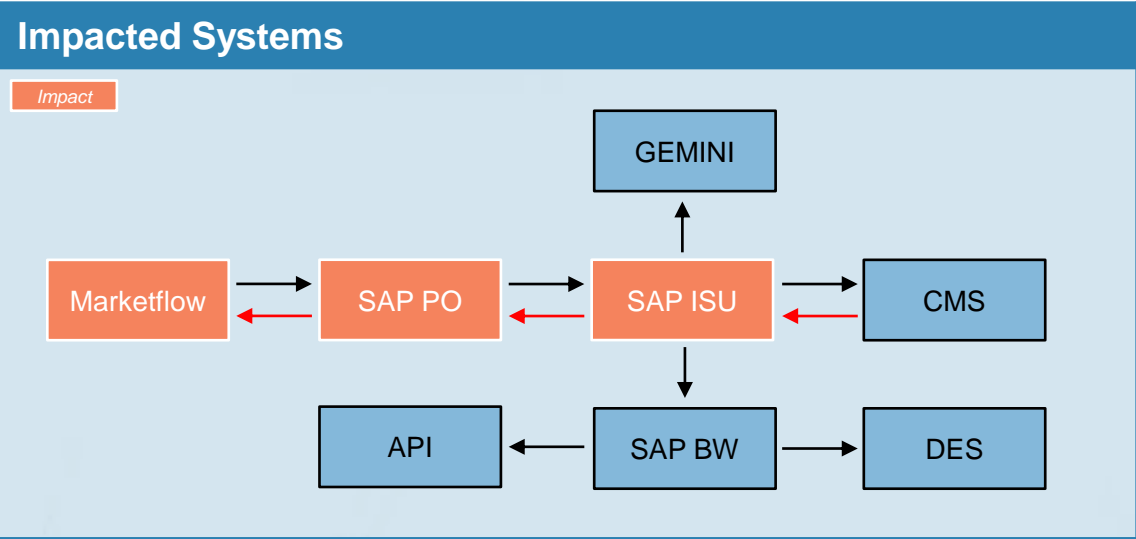 Impacted Systems
Impact
GEMINI
Marketflow
SAP PO
SAP ISU
CMS
API
SAP BW
DES